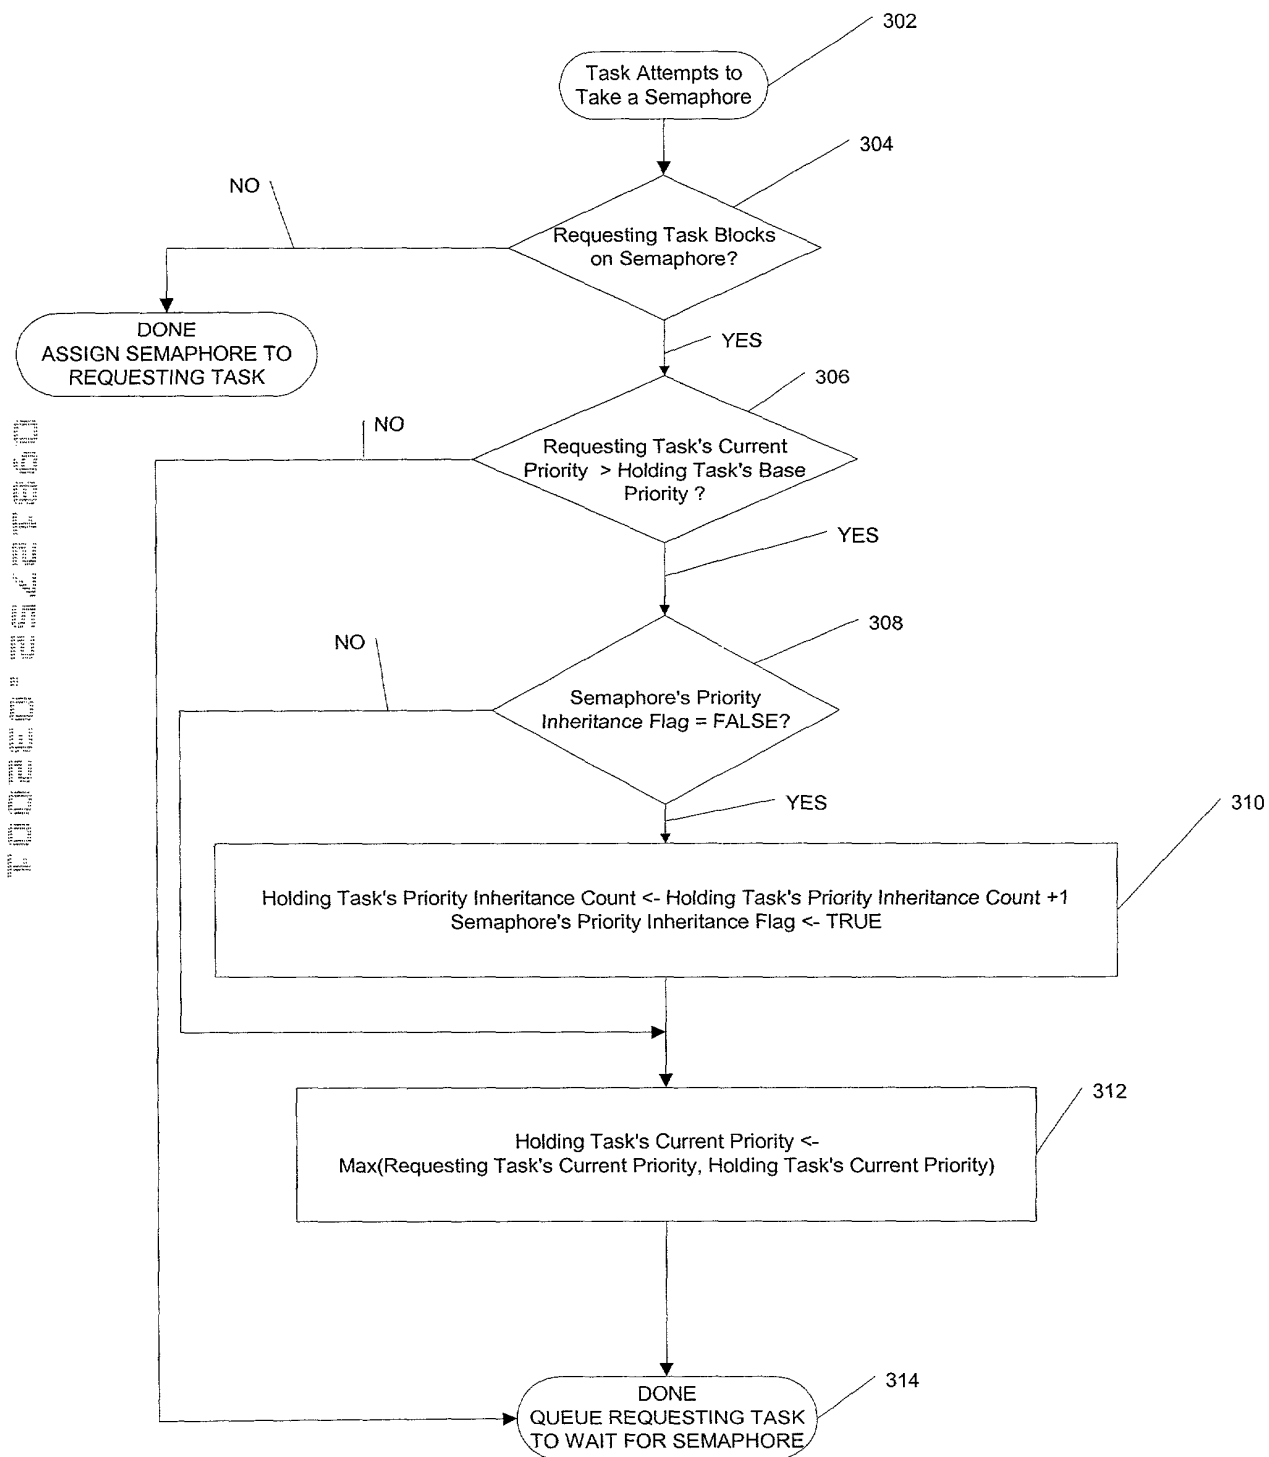 302
Task Attempts to
Take a Semaphore
304
NO
Requesting Task Blocks
on Semaphore?
DONE
ASSIGN SEMAPHORE TO
REQUESTING TASK
YES
306
NO
Requesting Task's Current
Priority > Holding Task's Base
Priority ?
YES
308
NO
Semaphore's Priority
Inheritance Flag = FALSE?
YES
310
Holding Task's Priority Inheritance Count <- Holding Task's Priority Inheritance Count +1
Semaphore's Priority Inheritance Flag <- TRUE
312
Holding Task's Current Priority <-
Max(Requesting Task's Current Priority, Holding Task's Current Priority)
314
DONE
QUEUE REQUESTING TASK
TO WAIT FOR SEMAPHORE